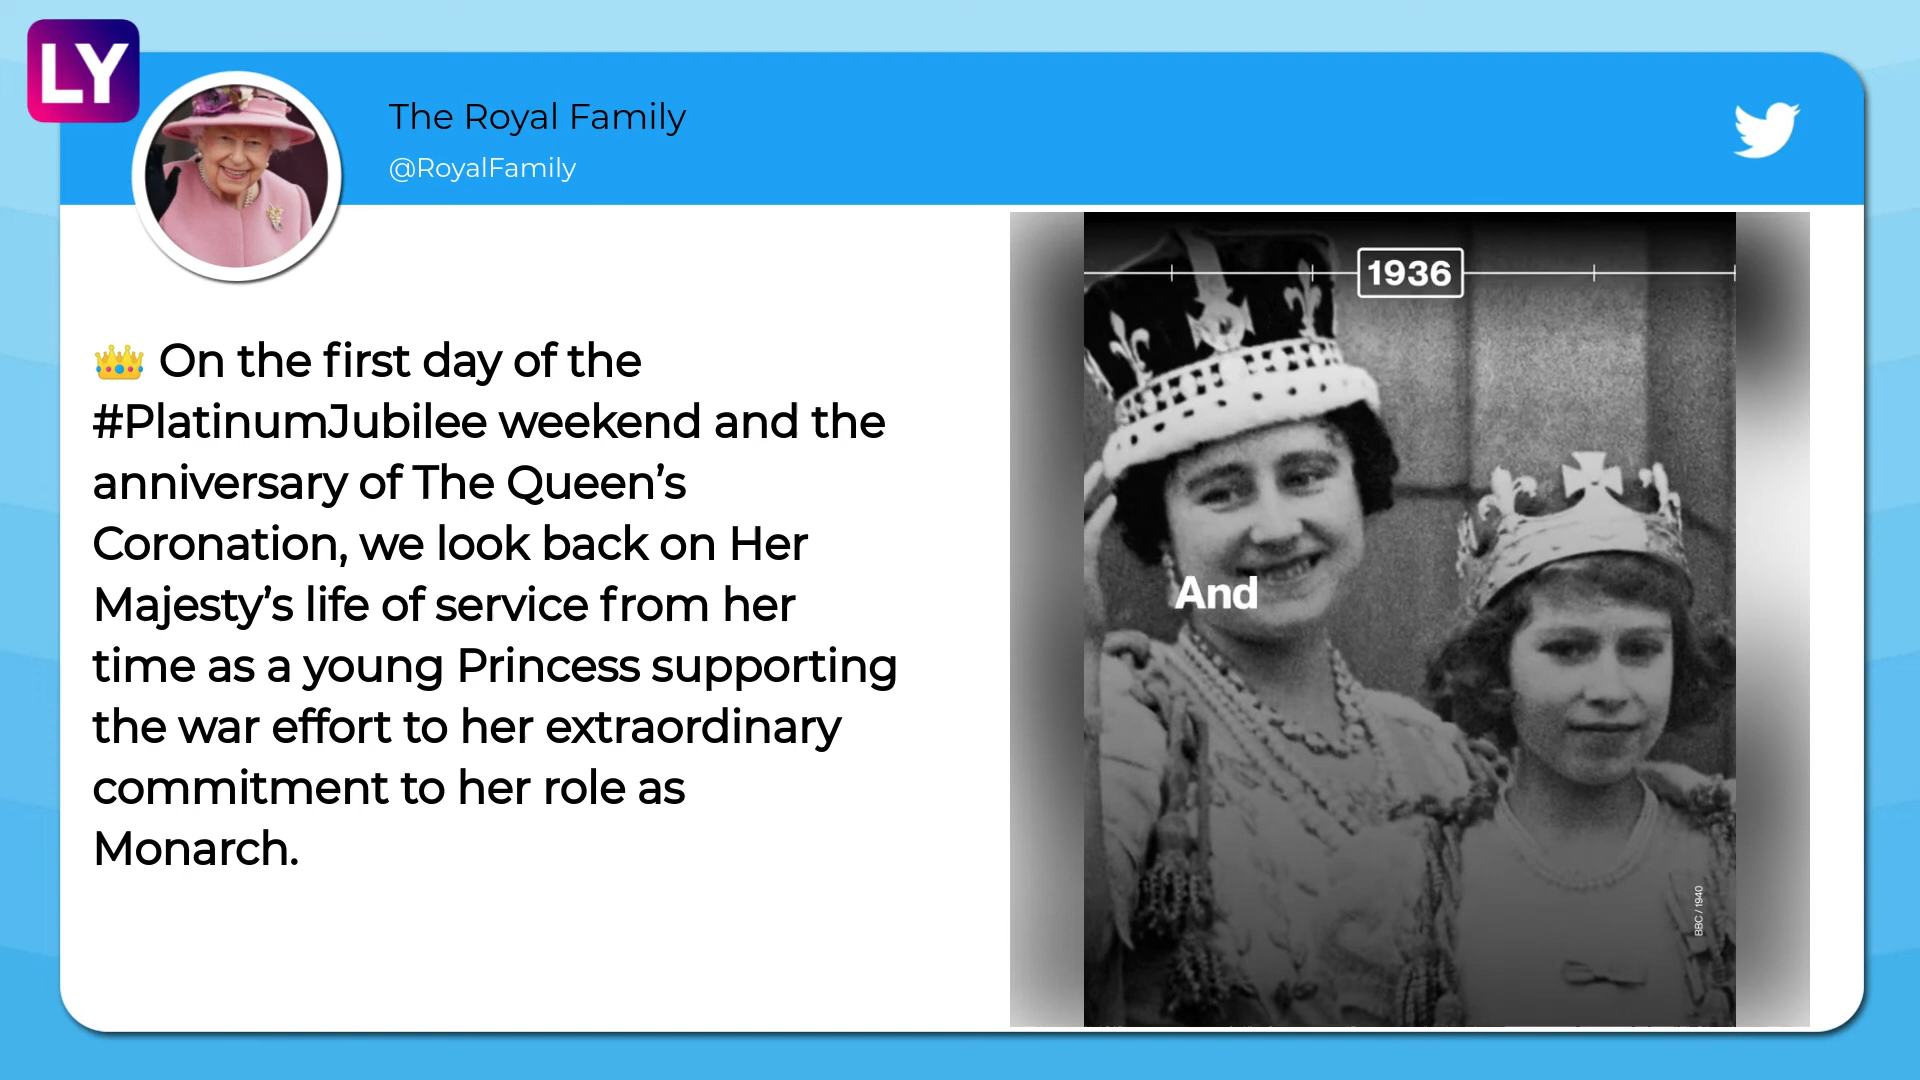 LY
The Royal Family
@RoyalFamily
👑 On the first day of the
#PlatinumJubilee weekend and the
anniversary of The Queen’s
Coronation, we look back on Her
Majesty’s life of service from her
time as a young Princess supporting
the war effort to her extraordinary
commitment to her role as
Monarch.
1936
And
BBC / 1940